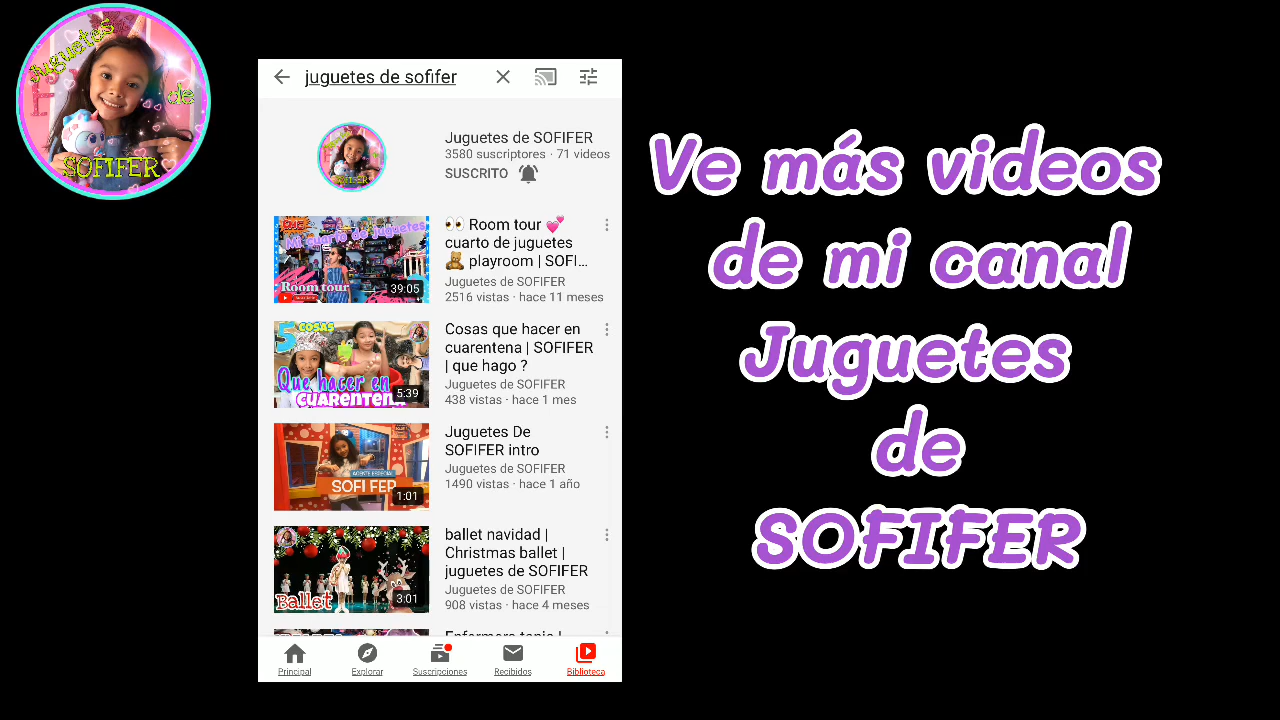 Juguetes
de
SOFIFER
juguetes de sofifer
Juguetes de SOFIFER
3580 suscriptores · 71 videos
SUSCRITO
Mi cuarto de juguetes
Room tour
39:05
👀 Room tour 💕
cuarto de juguetes
🧸 playroom | SOFI...
Juguetes de SOFIFER
2516 vistas · hace 11 meses
5 COSAS
Que hacer en
CUARENTENA
5:39
Cosas que hacer en
cuarentena | SOFIFER
| que hago ?
Juguetes de SOFIFER
438 vistas · hace 1 mes
AGENTE ESPECIAL
SOFI FER
1:01
Juguetes De
SOFIFER intro
Juguetes de SOFIFER
1490 vistas · hace 1 año
Ballet
3:01
ballet navidad |
Christmas ballet |
juguetes de SOFIFER
Juguetes de SOFIFER
908 vistas · hace 4 meses
Principal
Explorar
Suscripciones
Recibidos
Biblioteca
Ve más videos
de mi canal
Juguetes
de
SOFIFER